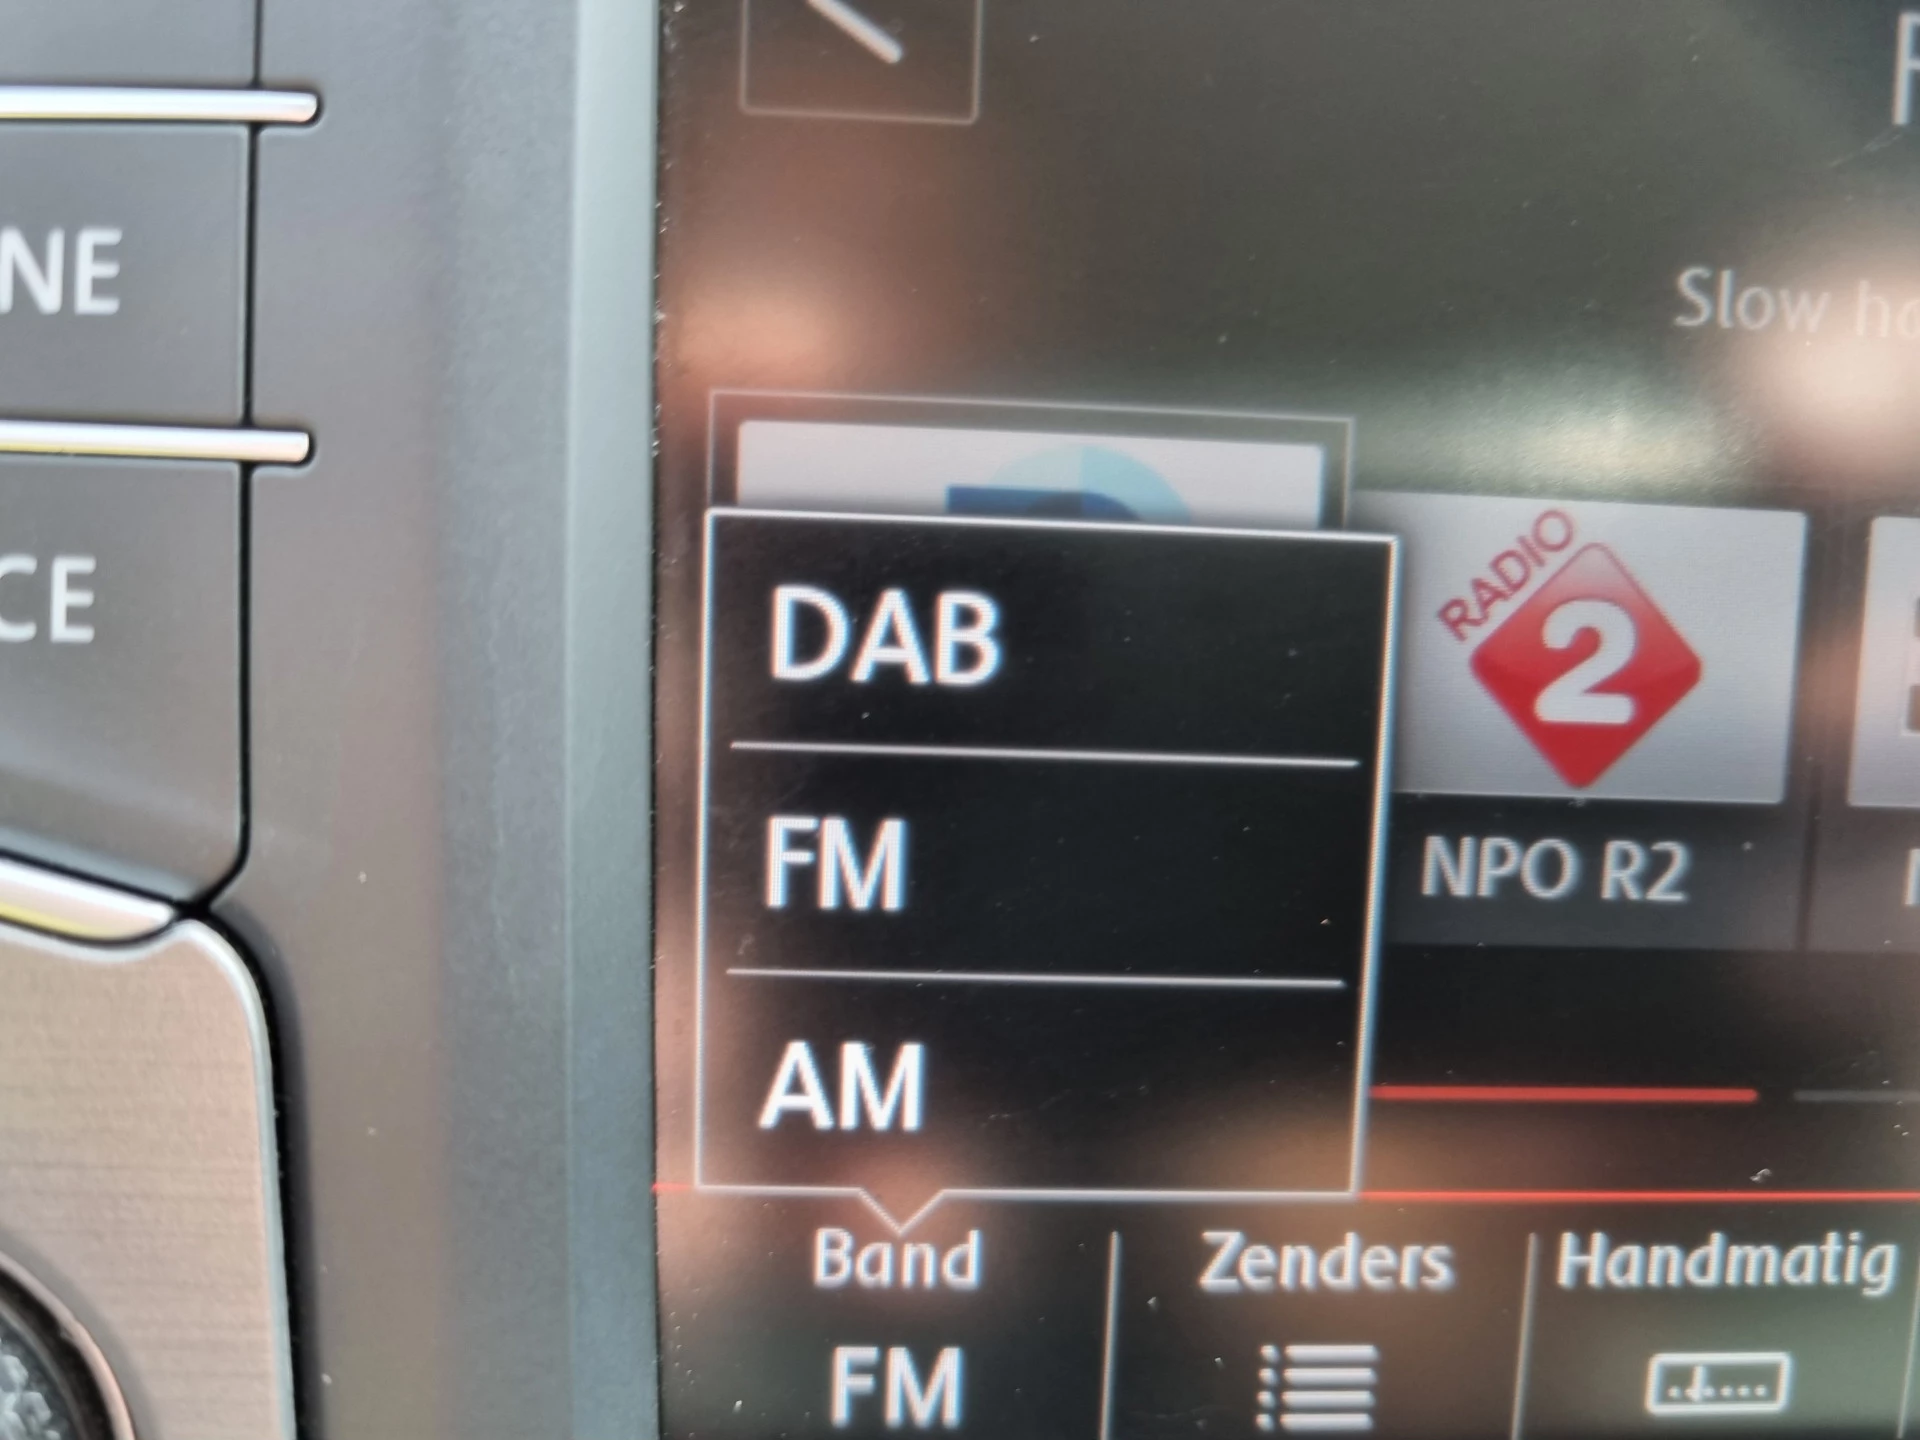 NE
CE
Slow
DAB
FM
AM
RADIO
2
NPO R2
Band
Zenders
Handmatig
FM